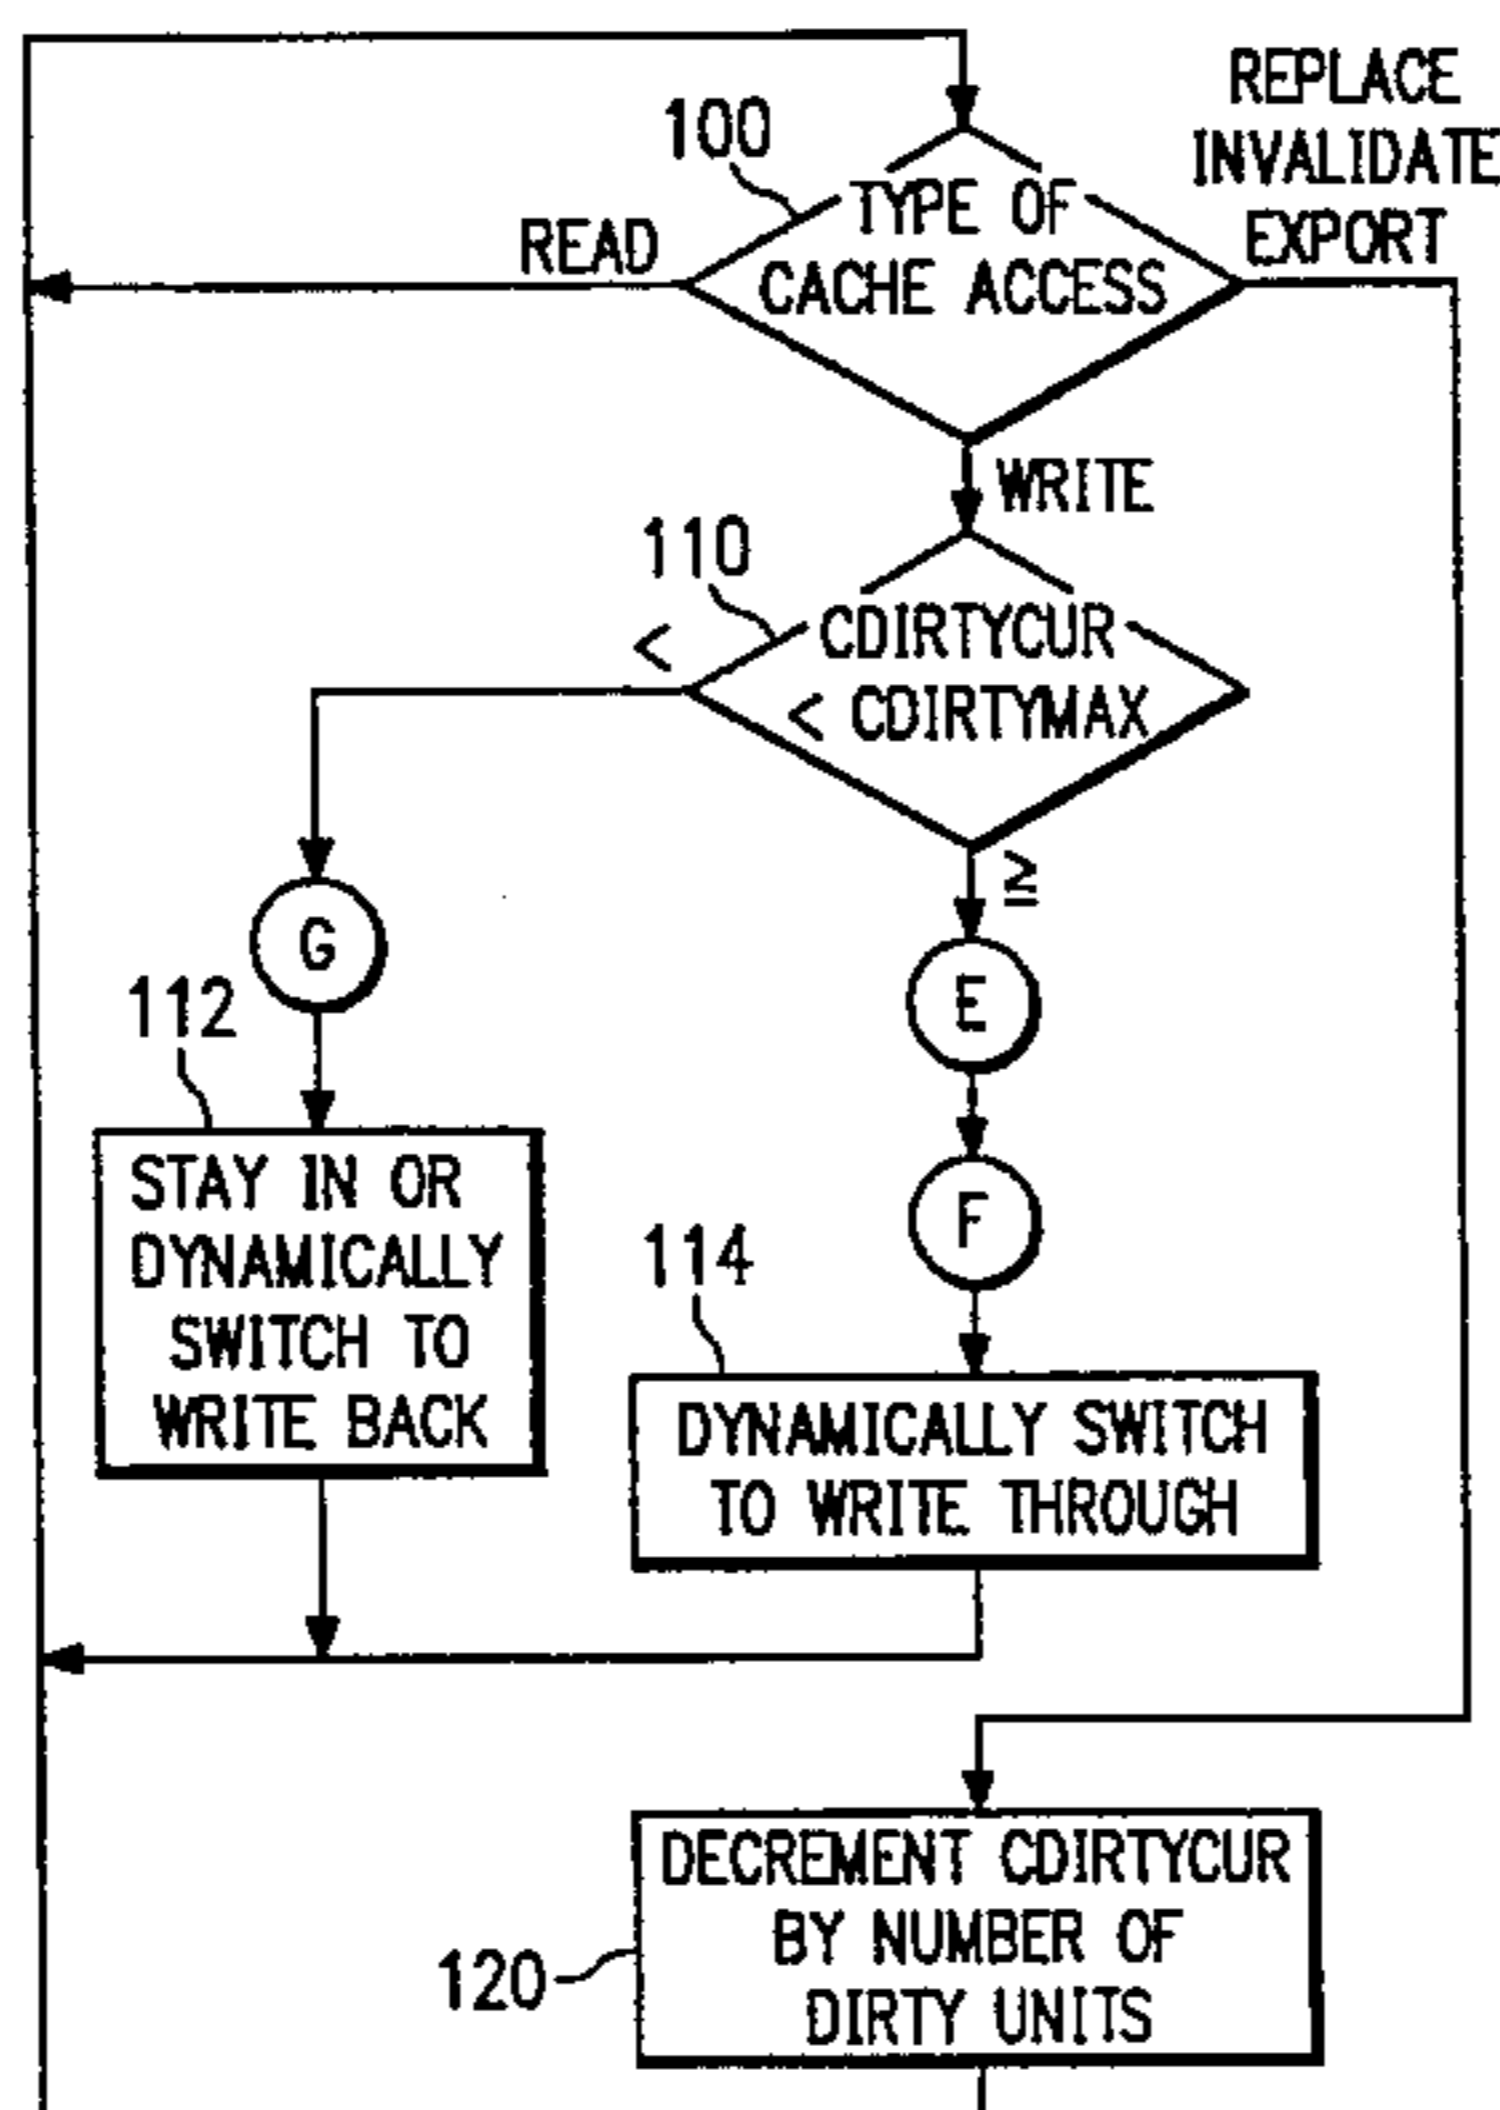 REPLACE
INVALIDATE
EXPORT
100
TYPE OF
CACHE ACCESS
READ
WRITE
110
<
CDIRTYCUR
< CDIRTYMAX
≥
G
E
112
F
STAY IN OR
DYNAMICALLY
SWITCH TO
WRITE BACK
114
DYNAMICALLY SWITCH
TO WRITE THROUGH
DECREMENT CDIRTYCUR
BY NUMBER OF
DIRTY UNITS
120